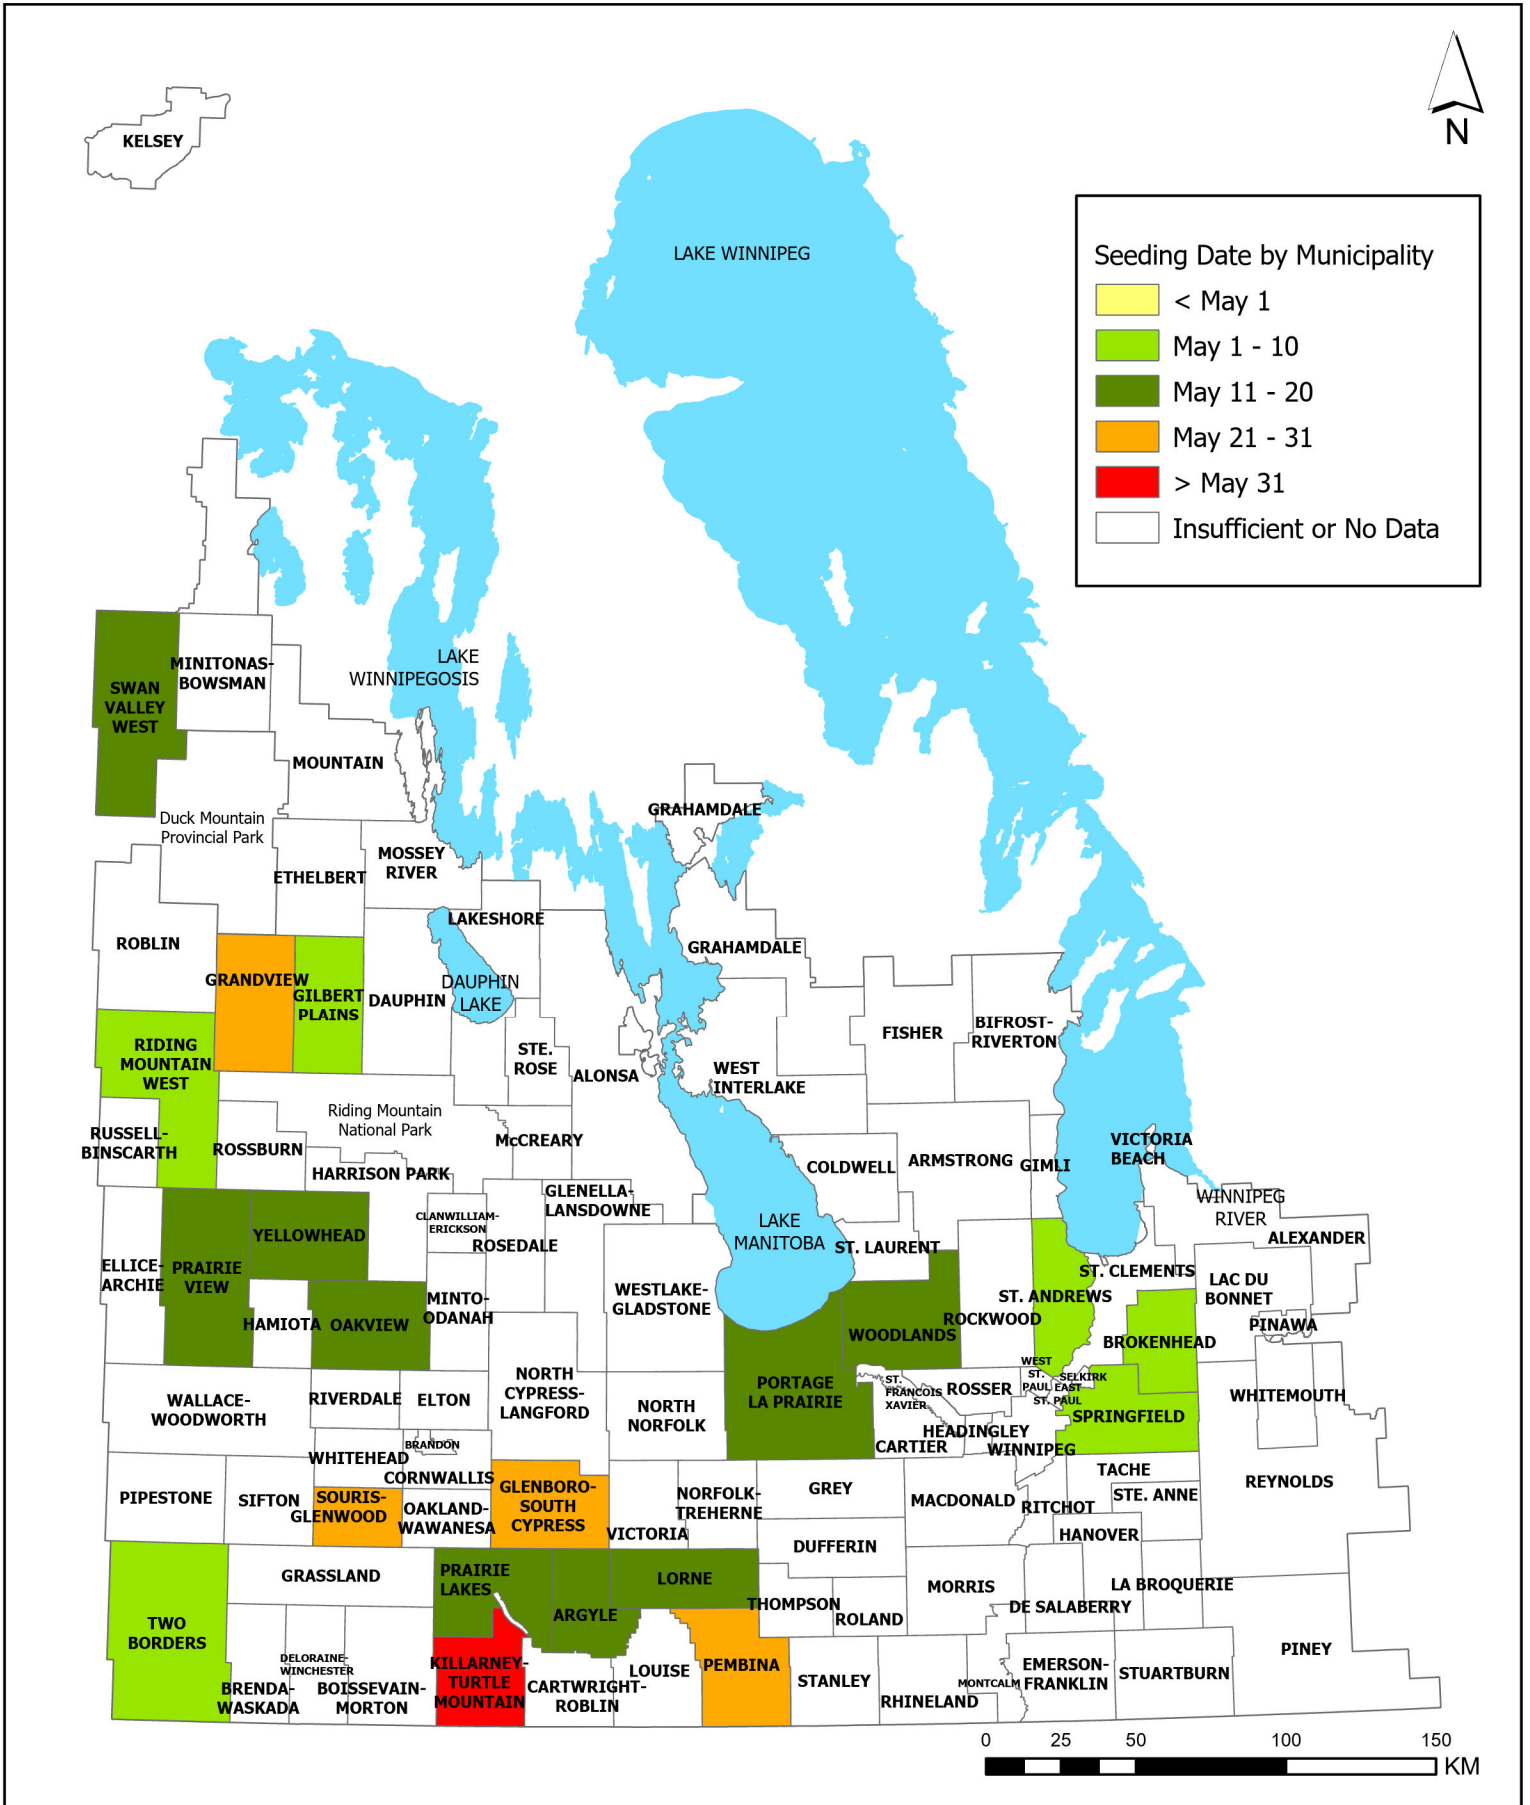 N
KELSEY
LAKE WINNIPEG
Seeding Date by Municipality
< May 1
May 1 - 10
May 11 - 20
May 21 - 31
> May 31
Insufficient or No Data
LAKE
WINNIPEGOSIS
MINITONAS-
BOWSMAN
SWAN
VALLEY
WEST
MOUNTAIN
Duck Mountain
Provincial Park
GRAHAMDALE
MOSSEY
RIVER
ETHELBERT
LAKESHORE
ROBLIN
GRAHAMDALE
GRANDVIEW
GILBERT
PLAINS
DAUPHIN
DAUPHIN
LAKE
FISHER
BIFROST-
RIVERTON
RIDING
MOUNTAIN
WEST
STE.
ROSE
ALONSA
WEST
INTERLAKE
Riding Mountain
National Park
RUSSELL-
BINSCARTH
ROSSBURN
McCREARY
HARRISON PARK
COLDWELL
ARMSTRONG
GIMLI
VICTORIA
BEACH
WINNIPEG
RIVER
ALEXANDER
GLENELLA-
LANSDOWNE
CLANWILLIAM-
ERICKSON
ROSEDALE
LAKE
MANITOBA
ST. LAURENT
YELLOWHEAD
ELLICE-
ARCHIE
PRAIRIE
VIEW
HAMIOTA
OAKVIEW
MINTO-
ODANAH
WESTLAKE-
GLADSTONE
ST. CLEMENTS
ST. ANDREWS
LAC DU
BONNET
PINAWA
WOODLANDS
ROCKWOOD
BROKENHEAD
WALLACE-
WOODWORTH
RIVERDALE
ELTON
NORTH
CYPRESS-
LANGFORD
NORTH
NORFOLK
PORTAGE
LA PRAIRIE
ST.
FRANCOIS
XAVIER
ROSSER
WEST
ST.
PAUL
SELKIRK
EAST
ST. PAUL
SPRINGFIELD
WHITEMOUTH
HEADINGLEY
CARTIER
WINNIPEG
WHITEHEAD
BRANDON
CORNWALLIS
PIPESTONE
SIFTON
SOURIS-
GLENWOOD
OAKLAND-
WAWANESA
GLENBORO-
SOUTH
CYPRESS
VICTORIA
NORFOLK-
TREHERNE
GREY
MACDONALD
RITCHOT
TACHE
STE. ANNE
REYNOLDS
HANOVER
DUFFERIN
GRASSLAND
PRAIRIE
LAKES
ARGYLE
LORNE
THOMPSON
ROLAND
MORRIS
DE SALABERRY
LA BROQUERIE
TWO
BORDERS
BRENDA-
WASKADA
DELORAINE-
WINCHESTER
BOISSEVAIN-
MORTON
KILLARNEY-
TURTLE
MOUNTAIN
CARTWRIGHT-
ROBLIN
LOUISE
PEMBINA
STANLEY
RHINELAND
MONTCALM
EMERSON-
FRANKLIN
STUARTBURN
PINEY
0 25 50 100 150
KM